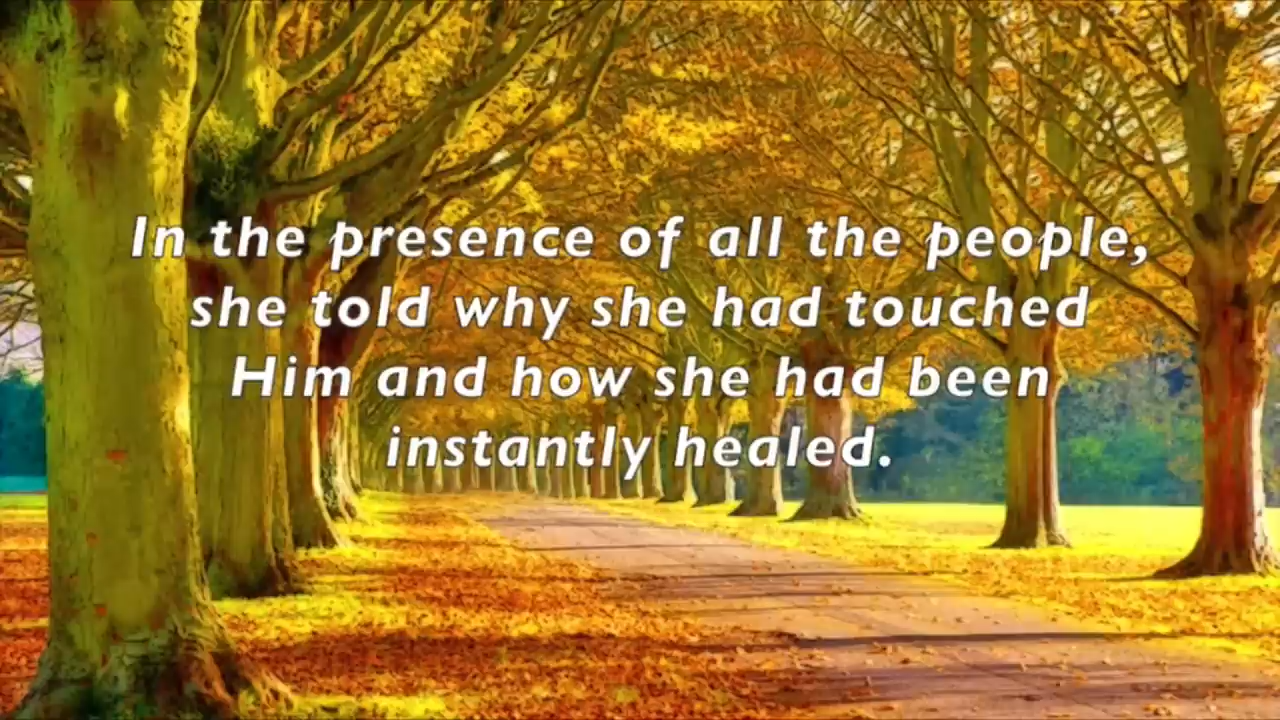 In the presence of all the people,
she told why she had touched
Him and how she had been
instantly healed.